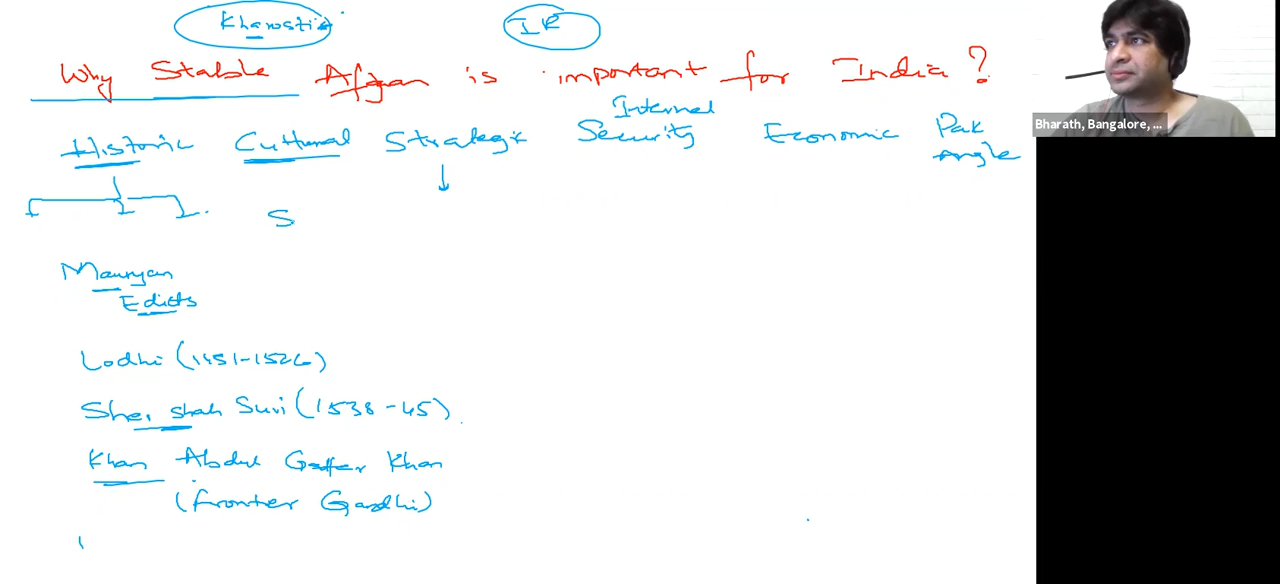 Kharosti IR
Why Stable Afgan is important for India?
Historic Cultural Strategic Internal Security Economic Pak Angle
S
Mauryan
Edicts
Lodhi (1451-1526)
Sher shah Suri (1538-45)
Khan Abdul Gaffar Khan
(Frontier Gandhi)
Bharath, Bangalore, ...